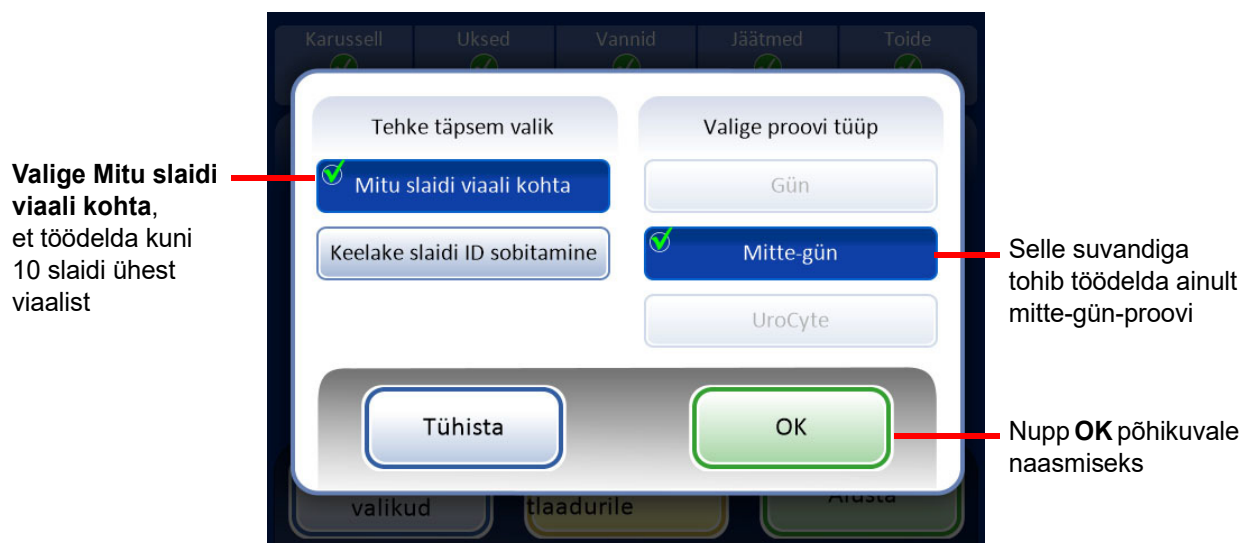 Karussell
Uksed
Vannid
Jäätmed
Toide
Tehke täpsem valik
Valige proovi tüüp
Mitu slaidi viaali kohta
Gün
Keelake slaidi ID sobitamine
Mitte-gün
UroCyte
Tühista
OK
valikud
tlaadurile
Alusta
Valige Mitu slaidi
viaali kohta,
et töödelda kuni
10 slaidi ühest
viaalist
Selle suvandiga
tohib töödelda ainult
mitte-gün-proovi
Nupp OK põhikuvale
naasmiseks